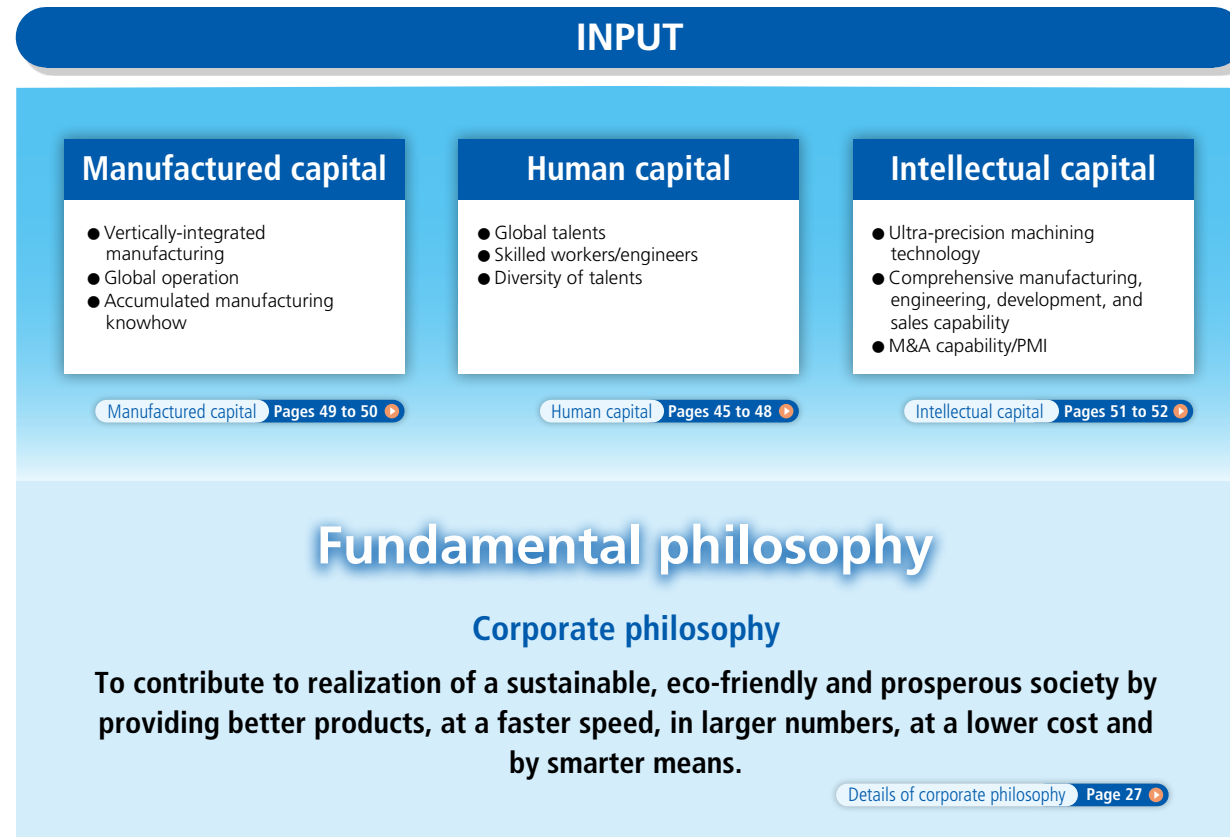 INPUT
Manufactured capital
● Vertically-integrated
manufacturing
● Global operation
● Accumulated manufacturing
knowhow
Manufactured capital Pages 49 to 50
Human capital
● Global talents
● Skilled workers/engineers
● Diversity of talents
Human capital Pages 45 to 48
Intellectual capital
● Ultra-precision machining
technology
● Comprehensive manufacturing,
engineering, development, and
sales capability
● M&A capability/PMI
Intellectual capital Pages 51 to 52
Fundamental philosophy
Corporate philosophy
To contribute to realization of a sustainable, eco-friendly and prosperous society by
providing better products, at a faster speed, in larger numbers, at a lower cost and
by smarter means.
Details of corporate philosophy Page 27